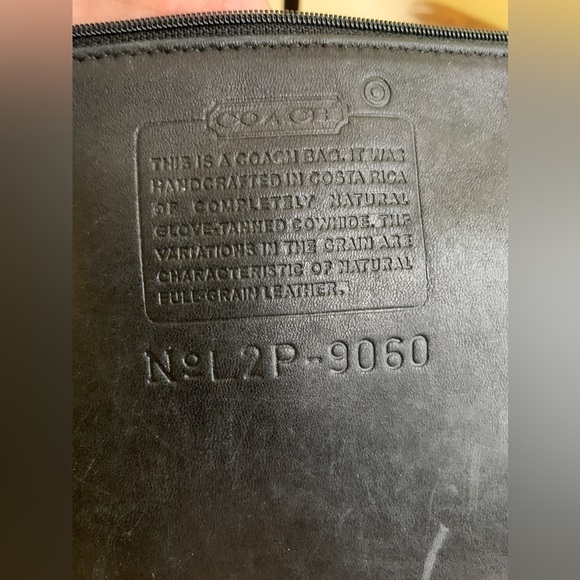 COACH ©
THIS IS A COACH BAG. IT WAS
HANDCRAFTED IN COSTA RICA
OF COMPLETELY NATURAL
GLOVE-TANNED COWHIDE. THE
VARIATIONS IN THE GRAIN ARE
CHARACTERISTIC OF NATURAL
FULL-GRAIN LEATHER.
Nº L2P-9060